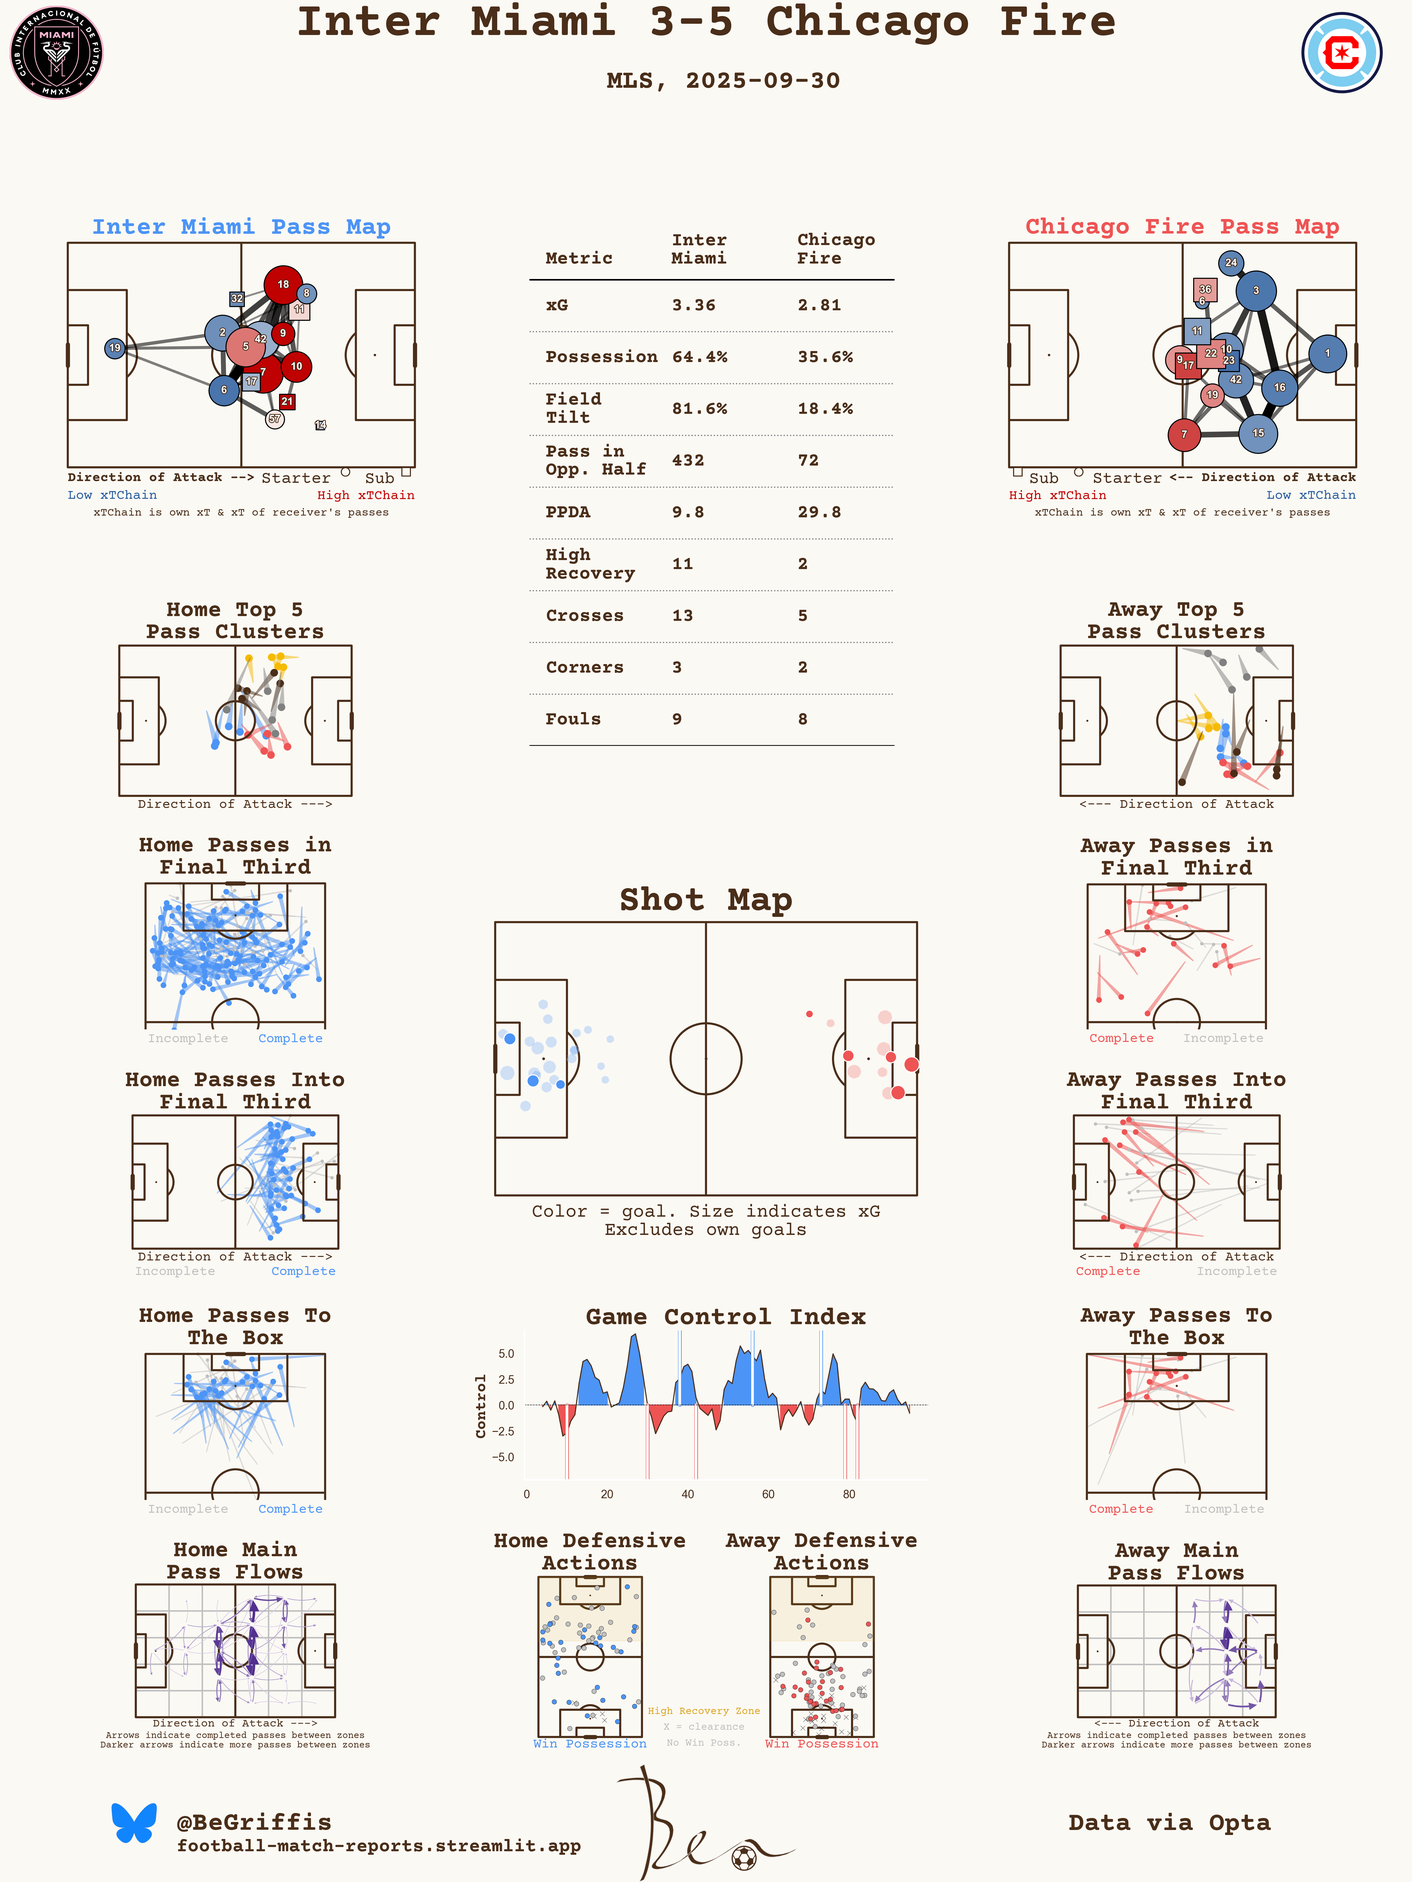 Inter Miami 3-5 Chicago Fire
MLS, 2025-09-30
CLUB INTERNACIONAL DE FÚTBOL
MIAMI
MMXX
C
Inter Miami Pass Map
19
2
6
32
5
42
17
7
18
8
11
9
10
21
57
14
Direction of Attack --> Starter Sub
Low xTChain High xTChain
xTChain is own xT & xT of receiver's passes
Metric Inter Miami Chicago Fire
xG 3.36 2.81
Possession 64.4% 35.6%
Field Tilt 81.6% 18.4%
Pass in Opp. Half 432 72
PPDA 9.8 29.8
High Recovery 11 2
Crosses 13 5
Corners 3 2
Fouls 9 8
Chicago Fire Pass Map
24
3
36
6
11
10
22
9
17
23
1
42
16
19
7
15
Sub Starter <-- Direction of Attack
High xTChain Low xTChain
xTChain is own xT & xT of receiver's passes
Home Top 5
Pass Clusters
Direction of Attack --->
Home Passes in
Final Third
Incomplete Complete
Home Passes Into
Final Third
Direction of Attack --->
Incomplete Complete
Home Passes To
The Box
Incomplete Complete
Home Main
Pass Flows
Direction of Attack --->
Arrows indicate completed passes between zones
Darker arrows indicate more passes between zones
Shot Map
Color = goal. Size indicates xG
Excludes own goals
Game Control Index
Control
5.0
2.5
0.0
−2.5
−5.0
0 20 40 60 80
Home Defensive
Actions
Win Possession
Away Defensive
Actions
Win Possession
High Recovery Zone
X = clearance
No Win Poss.
Away Top 5
Pass Clusters
<--- Direction of Attack
Away Passes in
Final Third
Complete Incomplete
Away Passes Into
Final Third
<--- Direction of Attack
Complete Incomplete
Away Passes To
The Box
Complete Incomplete
Away Main
Pass Flows
<--- Direction of Attack
Arrows indicate completed passes between zones
Darker arrows indicate more passes between zones
@BeGriffis
football-match-reports.streamlit.app
Ben
Data via Opta